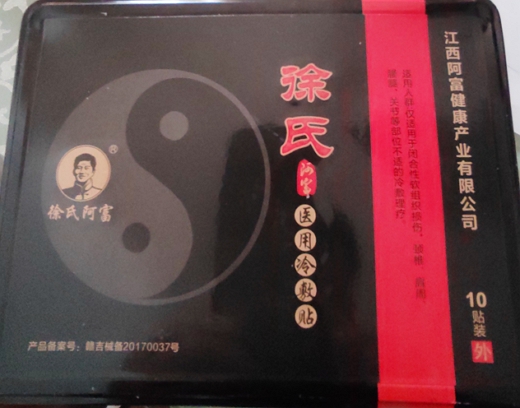 江西阿富健康产业有限公司
10贴装
外
适用人群:仅适用于闭合性软组织损伤、颈椎、肩周、
腰椎、关节等部位不适的冷敷理疗。
徐氏
阿富
医用冷敷贴
®
徐氏阿富
产品备案号：赣吉械备20170037号